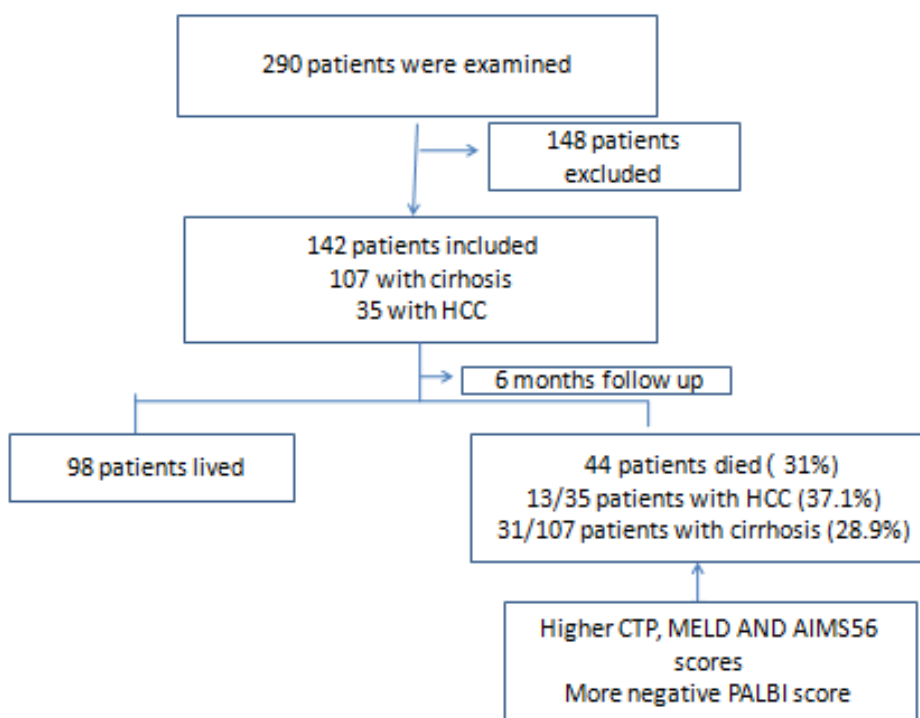 290 patients were examined
148 patients
excluded
142 patients included
107 with cirhosis
35 with HCC
6 months follow up
98 patients lived
44 patients died ( 31%)
13/35 patients with HCC (37.1%)
31/107 patients with cirrhosis (28.9%)
Higher CTP, MELD AND AIMS56
scores
More negative PALBI score